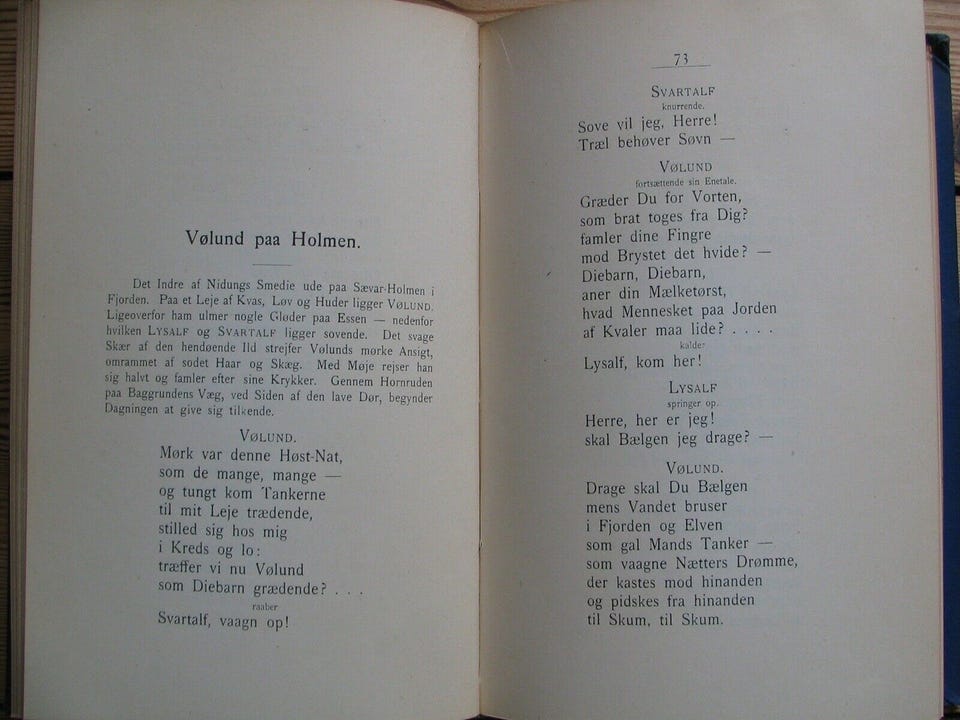 Vølund paa Holmen.
Det Indre af Nidungs Smedie ude paa Sævar-Holmen i
Fjorden. Paa et Leje af Kvas, Løv og Huder ligger VØLUND.
Ligeoverfor ham ulmer nogle Gløder paa Essen — nedenfor
hvilken LYSALF og SVARTALF ligger sovende. Det svage
Skær af den hendøende Ild strejfer Vølunds mørke Ansigt,
omrammet af sodet Haar og Skæg. Med Møje rejser han
sig halvt og famler efter sine Krykker. Gennem Hornruden
paa Baggrundens Væg, ved Siden af den lave Dør, begynder
Dagningen at give sig tilkende.
VØLUND.
Mørk var denne Høst-Nat,
som de mange, mange —
og tungt kom Tankerne
til mit Leje trædende,
stilled sig hos mig
i Kreds og lo:
træffer vi nu Vølund
som Diebarn grædende? . . .
raaber
Svartalf, vaagn op!
73
SVARTALF
knurrende.
Sove vil jeg, Herre!
Træl behøver Søvn —
VØLUND
fortsættende sin Enetale.
Græder Du for Vorten,
som brat toges fra Dig?
famler dine Fingre
mod Brystet det hvide? —
Diebarn, Diebarn,
aner din Mælketørst,
hvad Mennesket paa Jorden
af Kvaler maa lide? . . . .
kalder
Lysalf, kom her!
LYSALF
springer op.
Herre, her er jeg!
skal Bælgen jeg drage? —
VØLUND.
Drage skal Du Bælgen
mens Vandet bruser
i Fjorden og Elven
som gal Mands Tanker —
som vaagne Nætters Drømme,
der kastes mod hinanden
og pidskes fra hinanden
til Skum, til Skum.